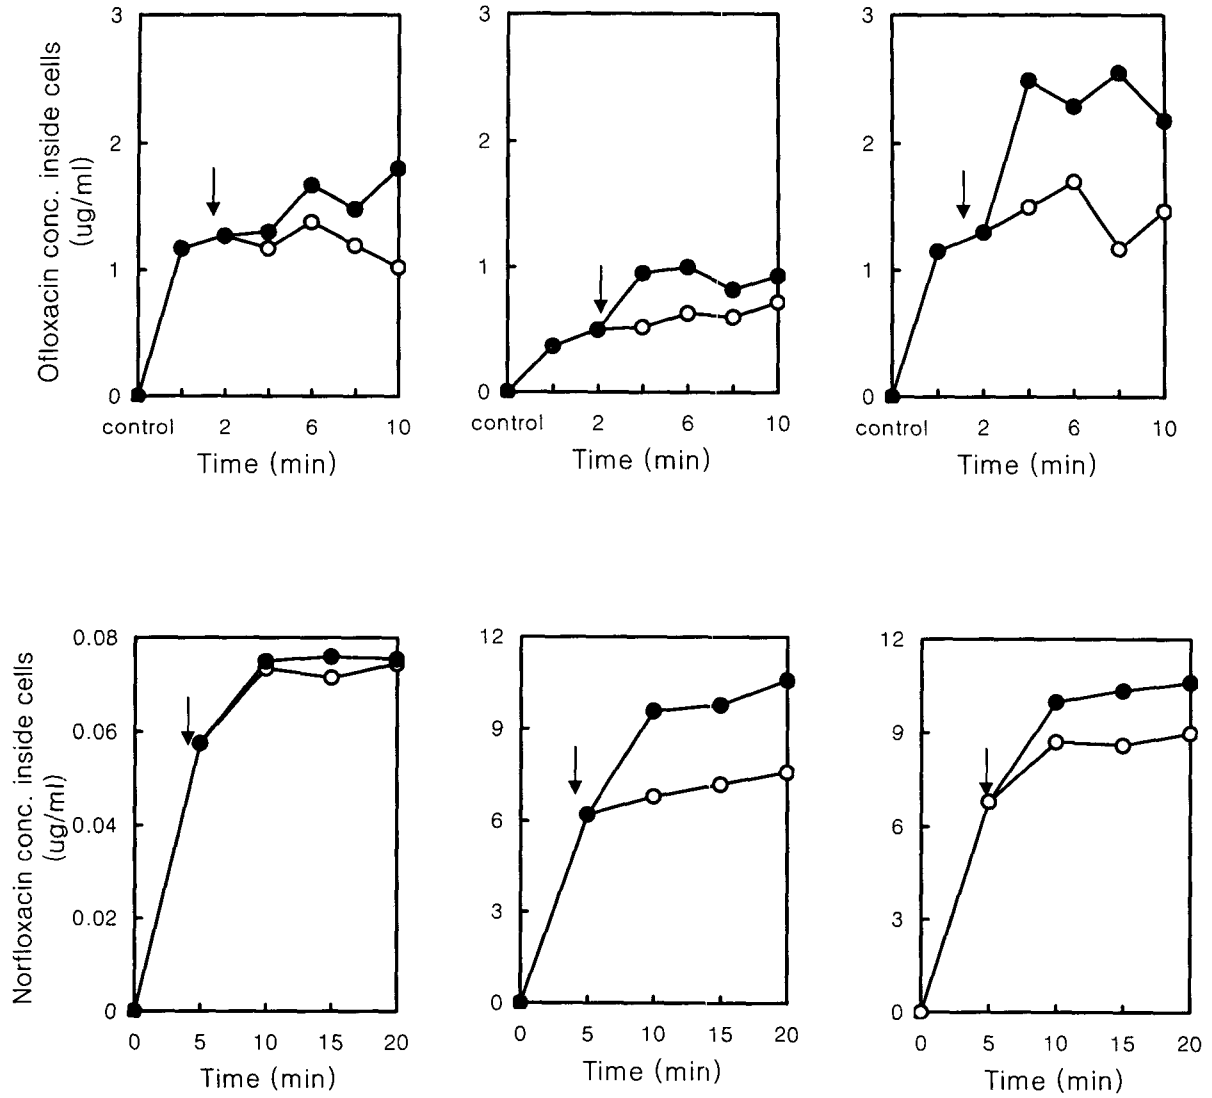 Ofloxacin conc. inside cells
(ug/ml)
3
2
1
0
control 2 6 10
Time (min)
3
2
1
0
control 2 6 10
Time (min)
3
2
1
0
control 2 6 10
Time (min)
Norfloxacin conc. inside cells
(ug/ml)
0.08
0.06
0.04
0.02
0
0 5 10 15 20
Time (min)
12
9
6
3
0
0 5 10 15 20
Time (min)
12
9
6
3
0
0 5 10 15 20
Time (min)